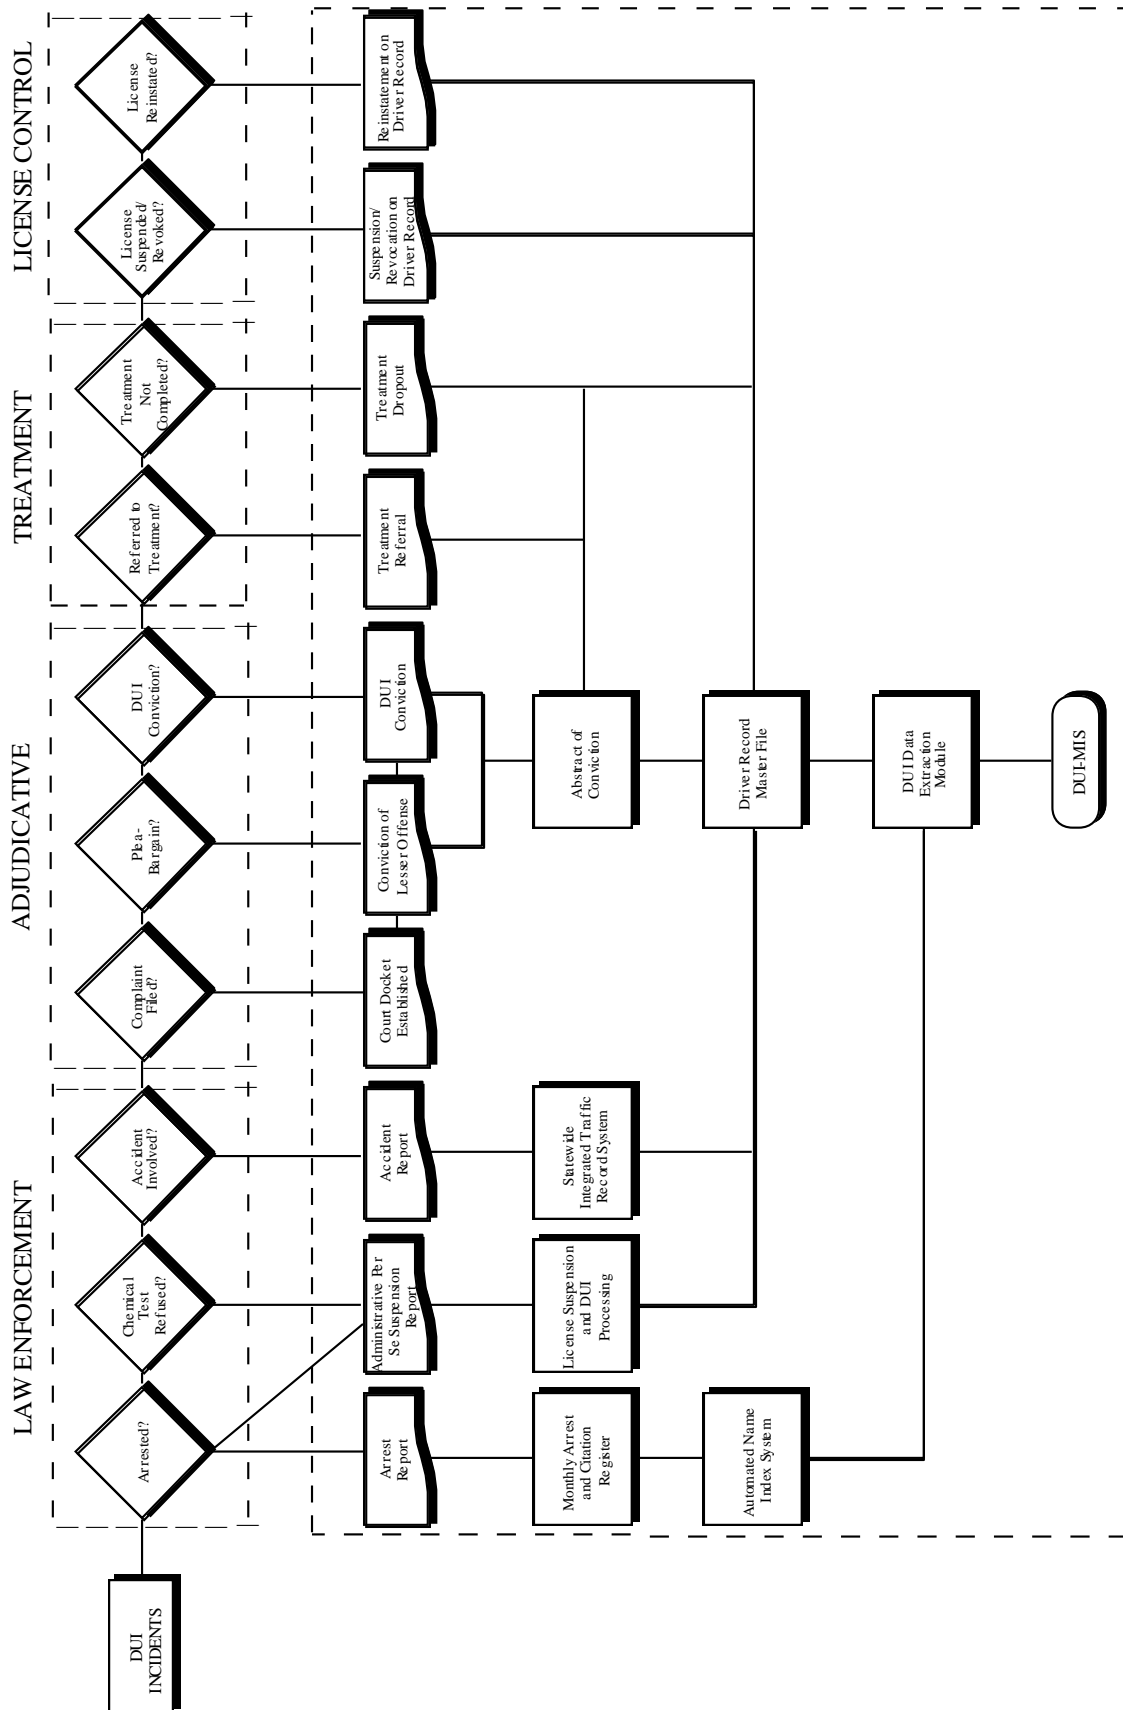 LAW ENFORCEMENT
ADJUDICATIVE
TREATMENT
LICENSE CONTROL
DUI
INCIDENTS
Arrested?
Chemical
Test
Refused?
Accident
Involved?
Complaint
Filed?
Plea-
Bargain?
DUI
Conviction?
Referred to
Treatment?
Treatment
Not
Completed?
License
Suspended/
Revoked?
License
Reinstated?
Arrest
Report
Administrative Per
Se Suspension
Report
Accident
Report
Court Docket
Established
Conviction of
Lesser Offense
DUI
Conviction
Treatment
Referral
Treatment
Dropout
Suspension/
Revocation on
Driver Record
Reinstatement on
Driver Record
Monthly Arrest
and Citation
Register
License Suspension
and DUI
Processing
Statewide
Integrated Traffic
Record System
Abstract of
Conviction
Automated Name
Index System
Driver Record
Master File
DUI Data
Extraction
Module
DUI-MIS